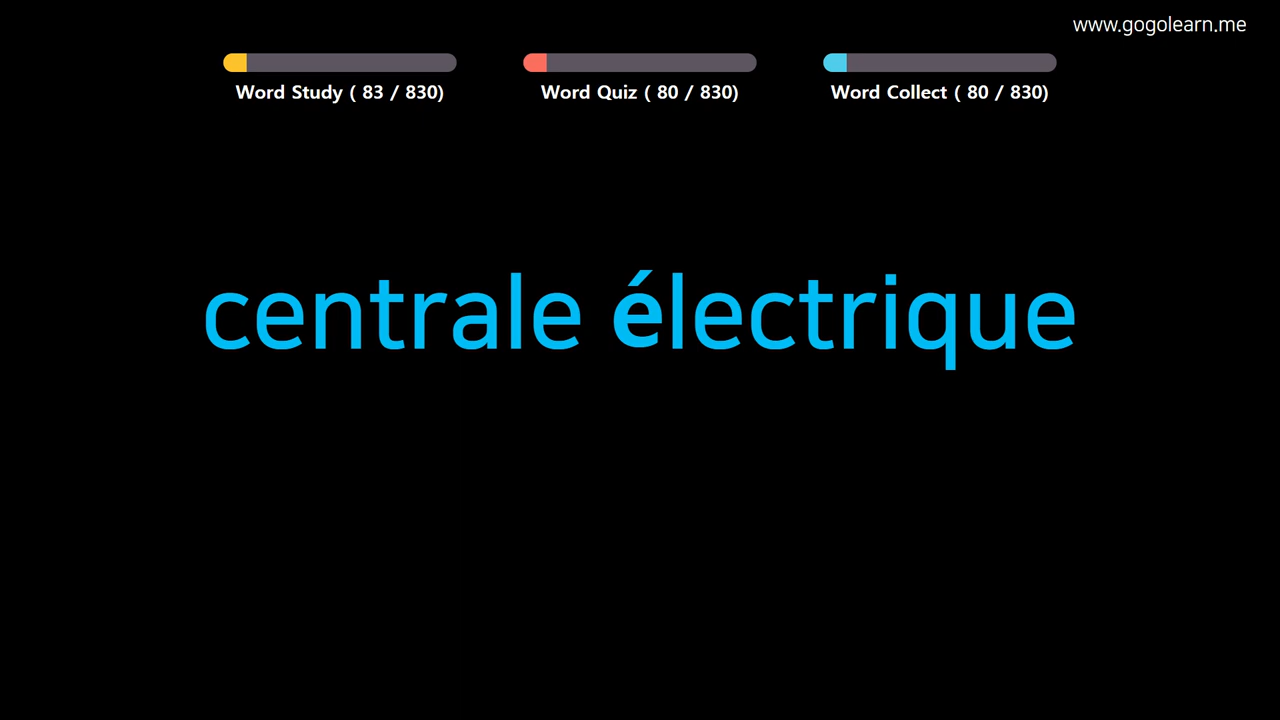 www.gogolearn.me
Word Study ( 83 / 830)
Word Quiz ( 80 / 830)
Word Collect ( 80 / 830)
centrale électrique